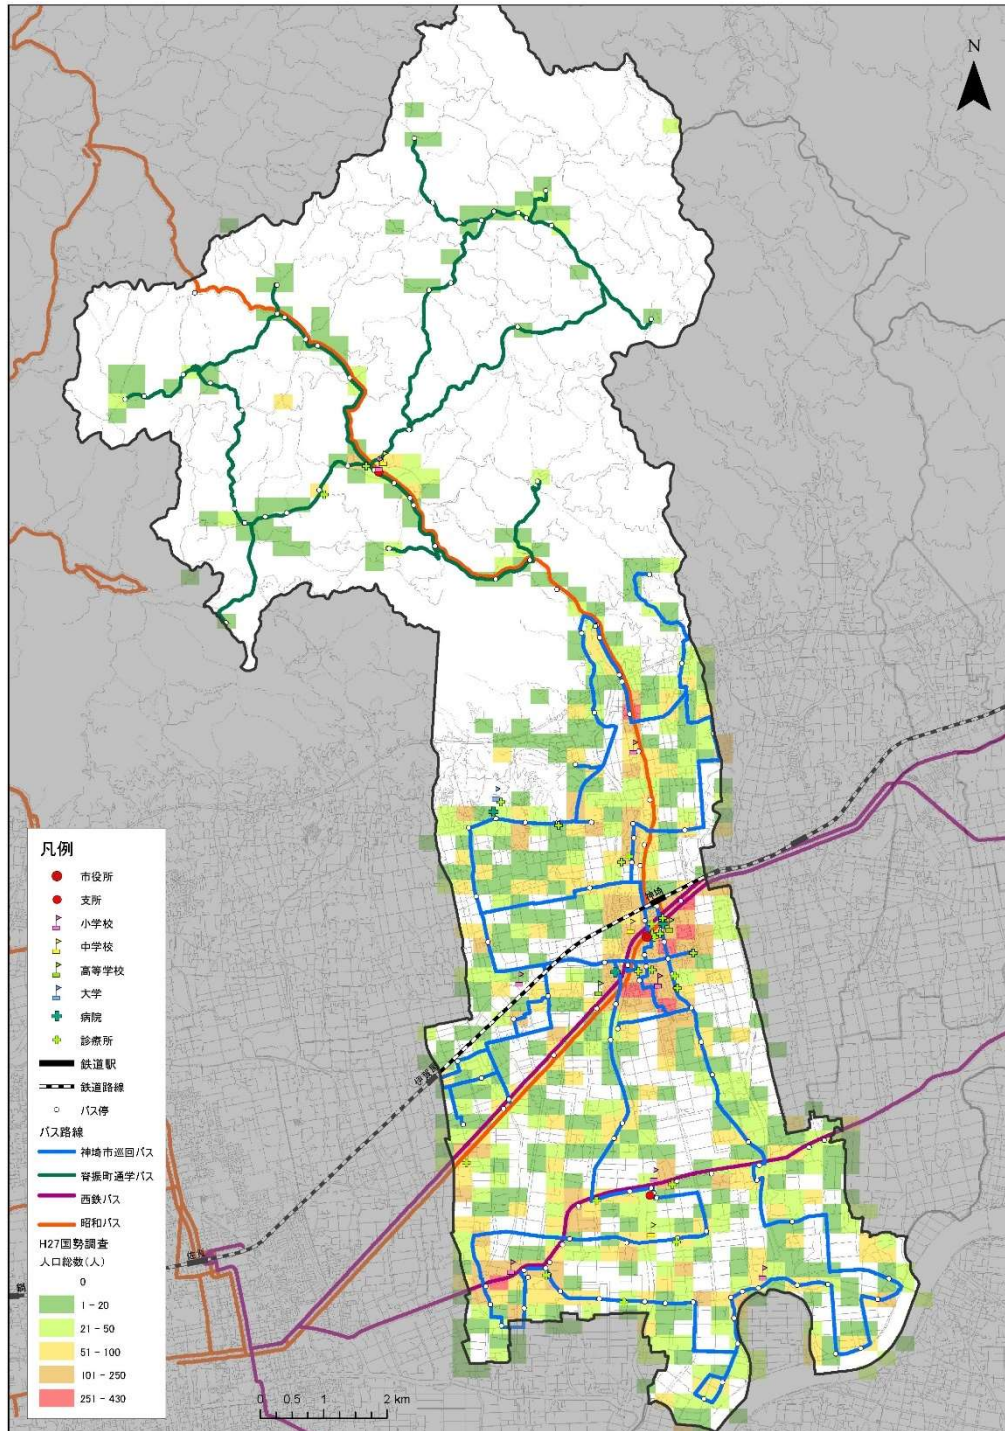 N
神埼
伊賀屋
佐賀
凡例
市役所
支所
小学校
中学校
高等学校
大学
病院
診療所
鉄道駅
鉄道路線
バス停
バス路線
神埼市巡回バス
脊振町通学バス
西鉄バス
昭和バス
H27国勢調査
人口総数(人)
0
1 - 20
21 - 50
51 - 100
101 - 250
251 - 430
0 0.5 1 2 km